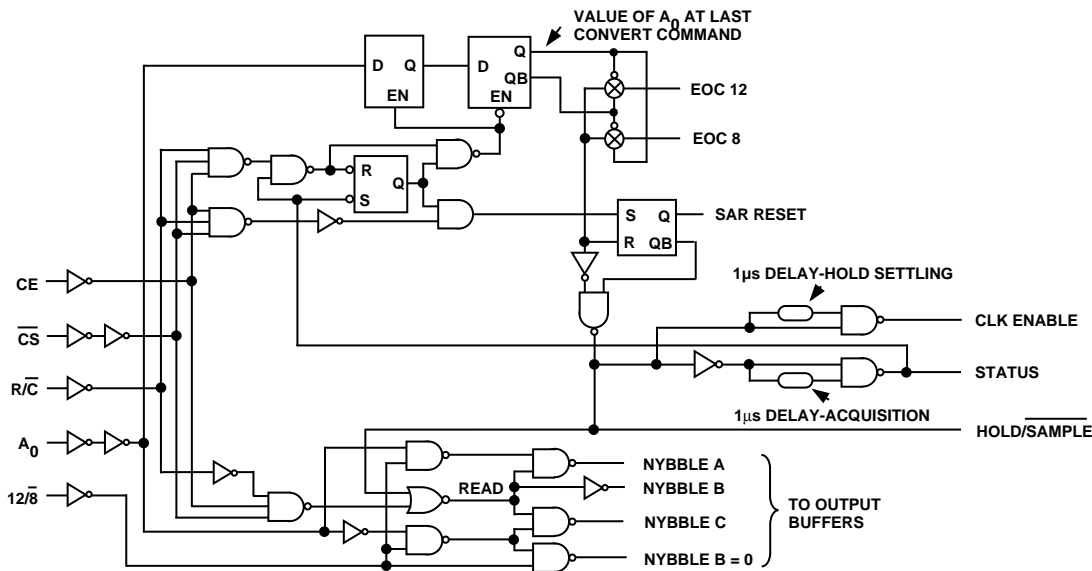 VALUE OF A0 AT LAST
CONVERT COMMAND
D
Q
EN
D
Q
QB
EN
EOC 12
EOC 8
R
S
Q
S
Q
R
QB
SAR RESET
1µs DELAY-HOLD SETTLING
CLK ENABLE
STATUS
1µs DELAY-ACQUISITION
HOLD/SAMPLE
CE
CS
R/C
A0
12/8
READ
NYBBLE A
NYBBLE B
NYBBLE C
NYBBLE B = 0
TO OUTPUT
BUFFERS